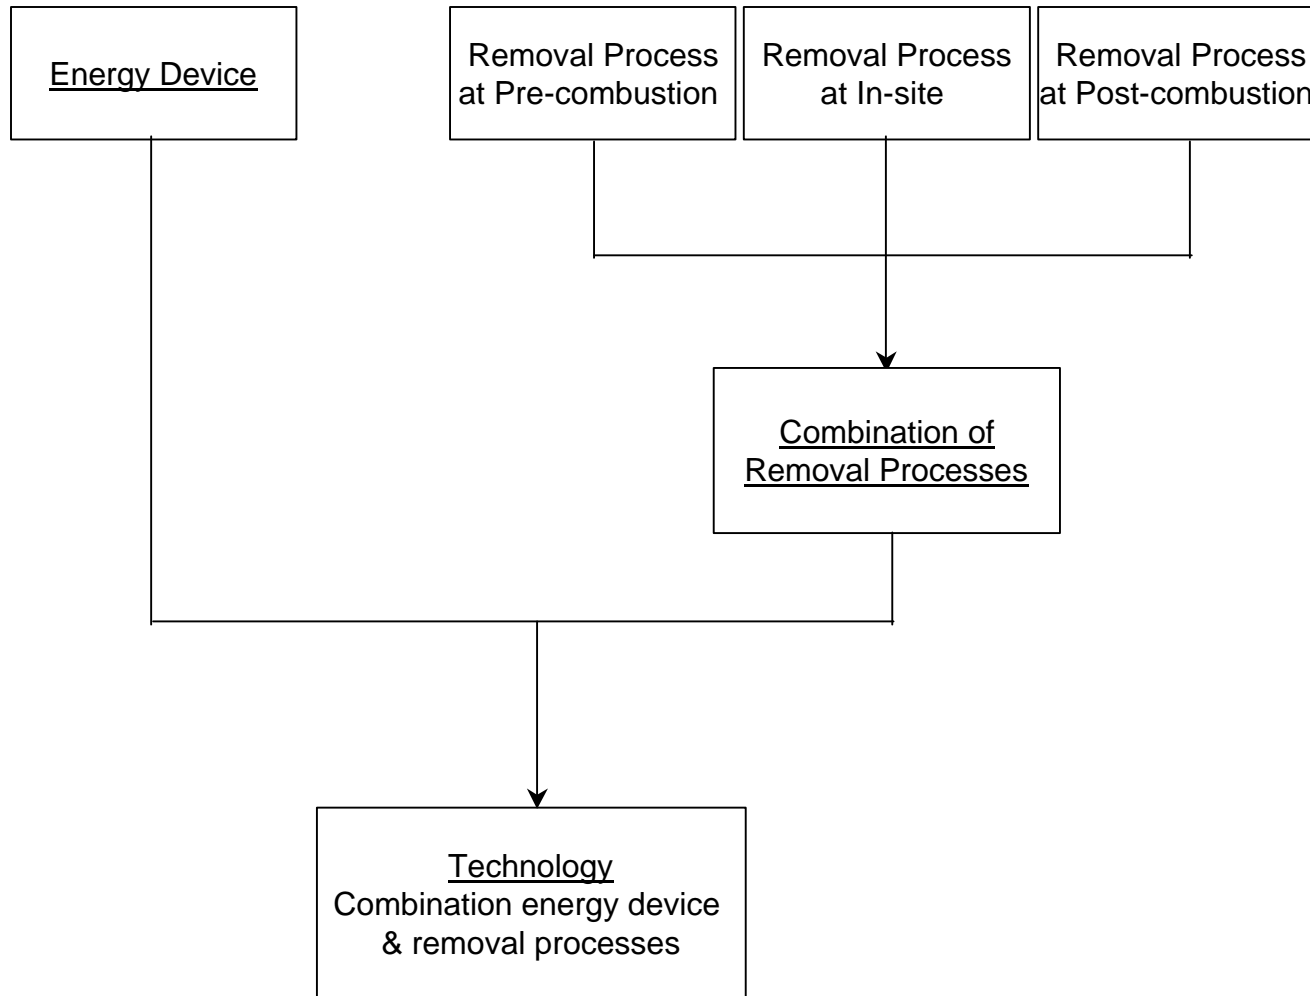 Energy Device
Removal Process
at Pre-combustion
Removal Process
at In-site
Removal Process
at Post-combustion
Combination of
Removal Processes
Technology
Combination energy device
& removal processes